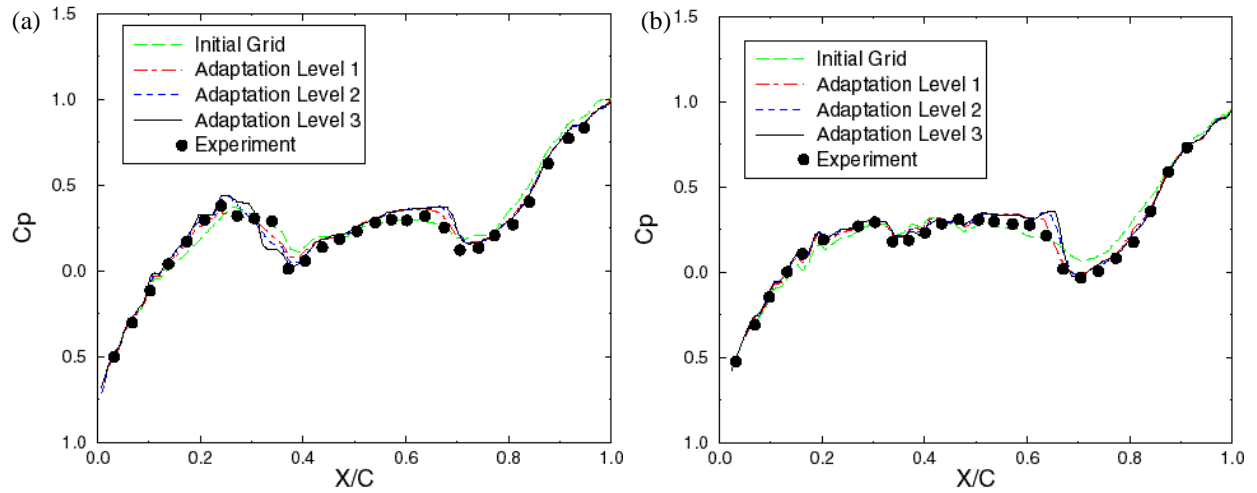 (a)
1.5
1.0
0.5
0.0
0.5
1.0
Cp
Initial Grid
Adaptation Level 1
Adaptation Level 2
Adaptation Level 3
Experiment
0.0
0.2
0.4
0.6
0.8
1.0
X/C
(b)
1.5
1.0
0.5
0.0
0.5
1.0
Cp
Initial Grid
Adaptation Level 1
Adaptation Level 2
Adaptation Level 3
Experiment
0.0
0.2
0.4
0.6
0.8
1.0
X/C